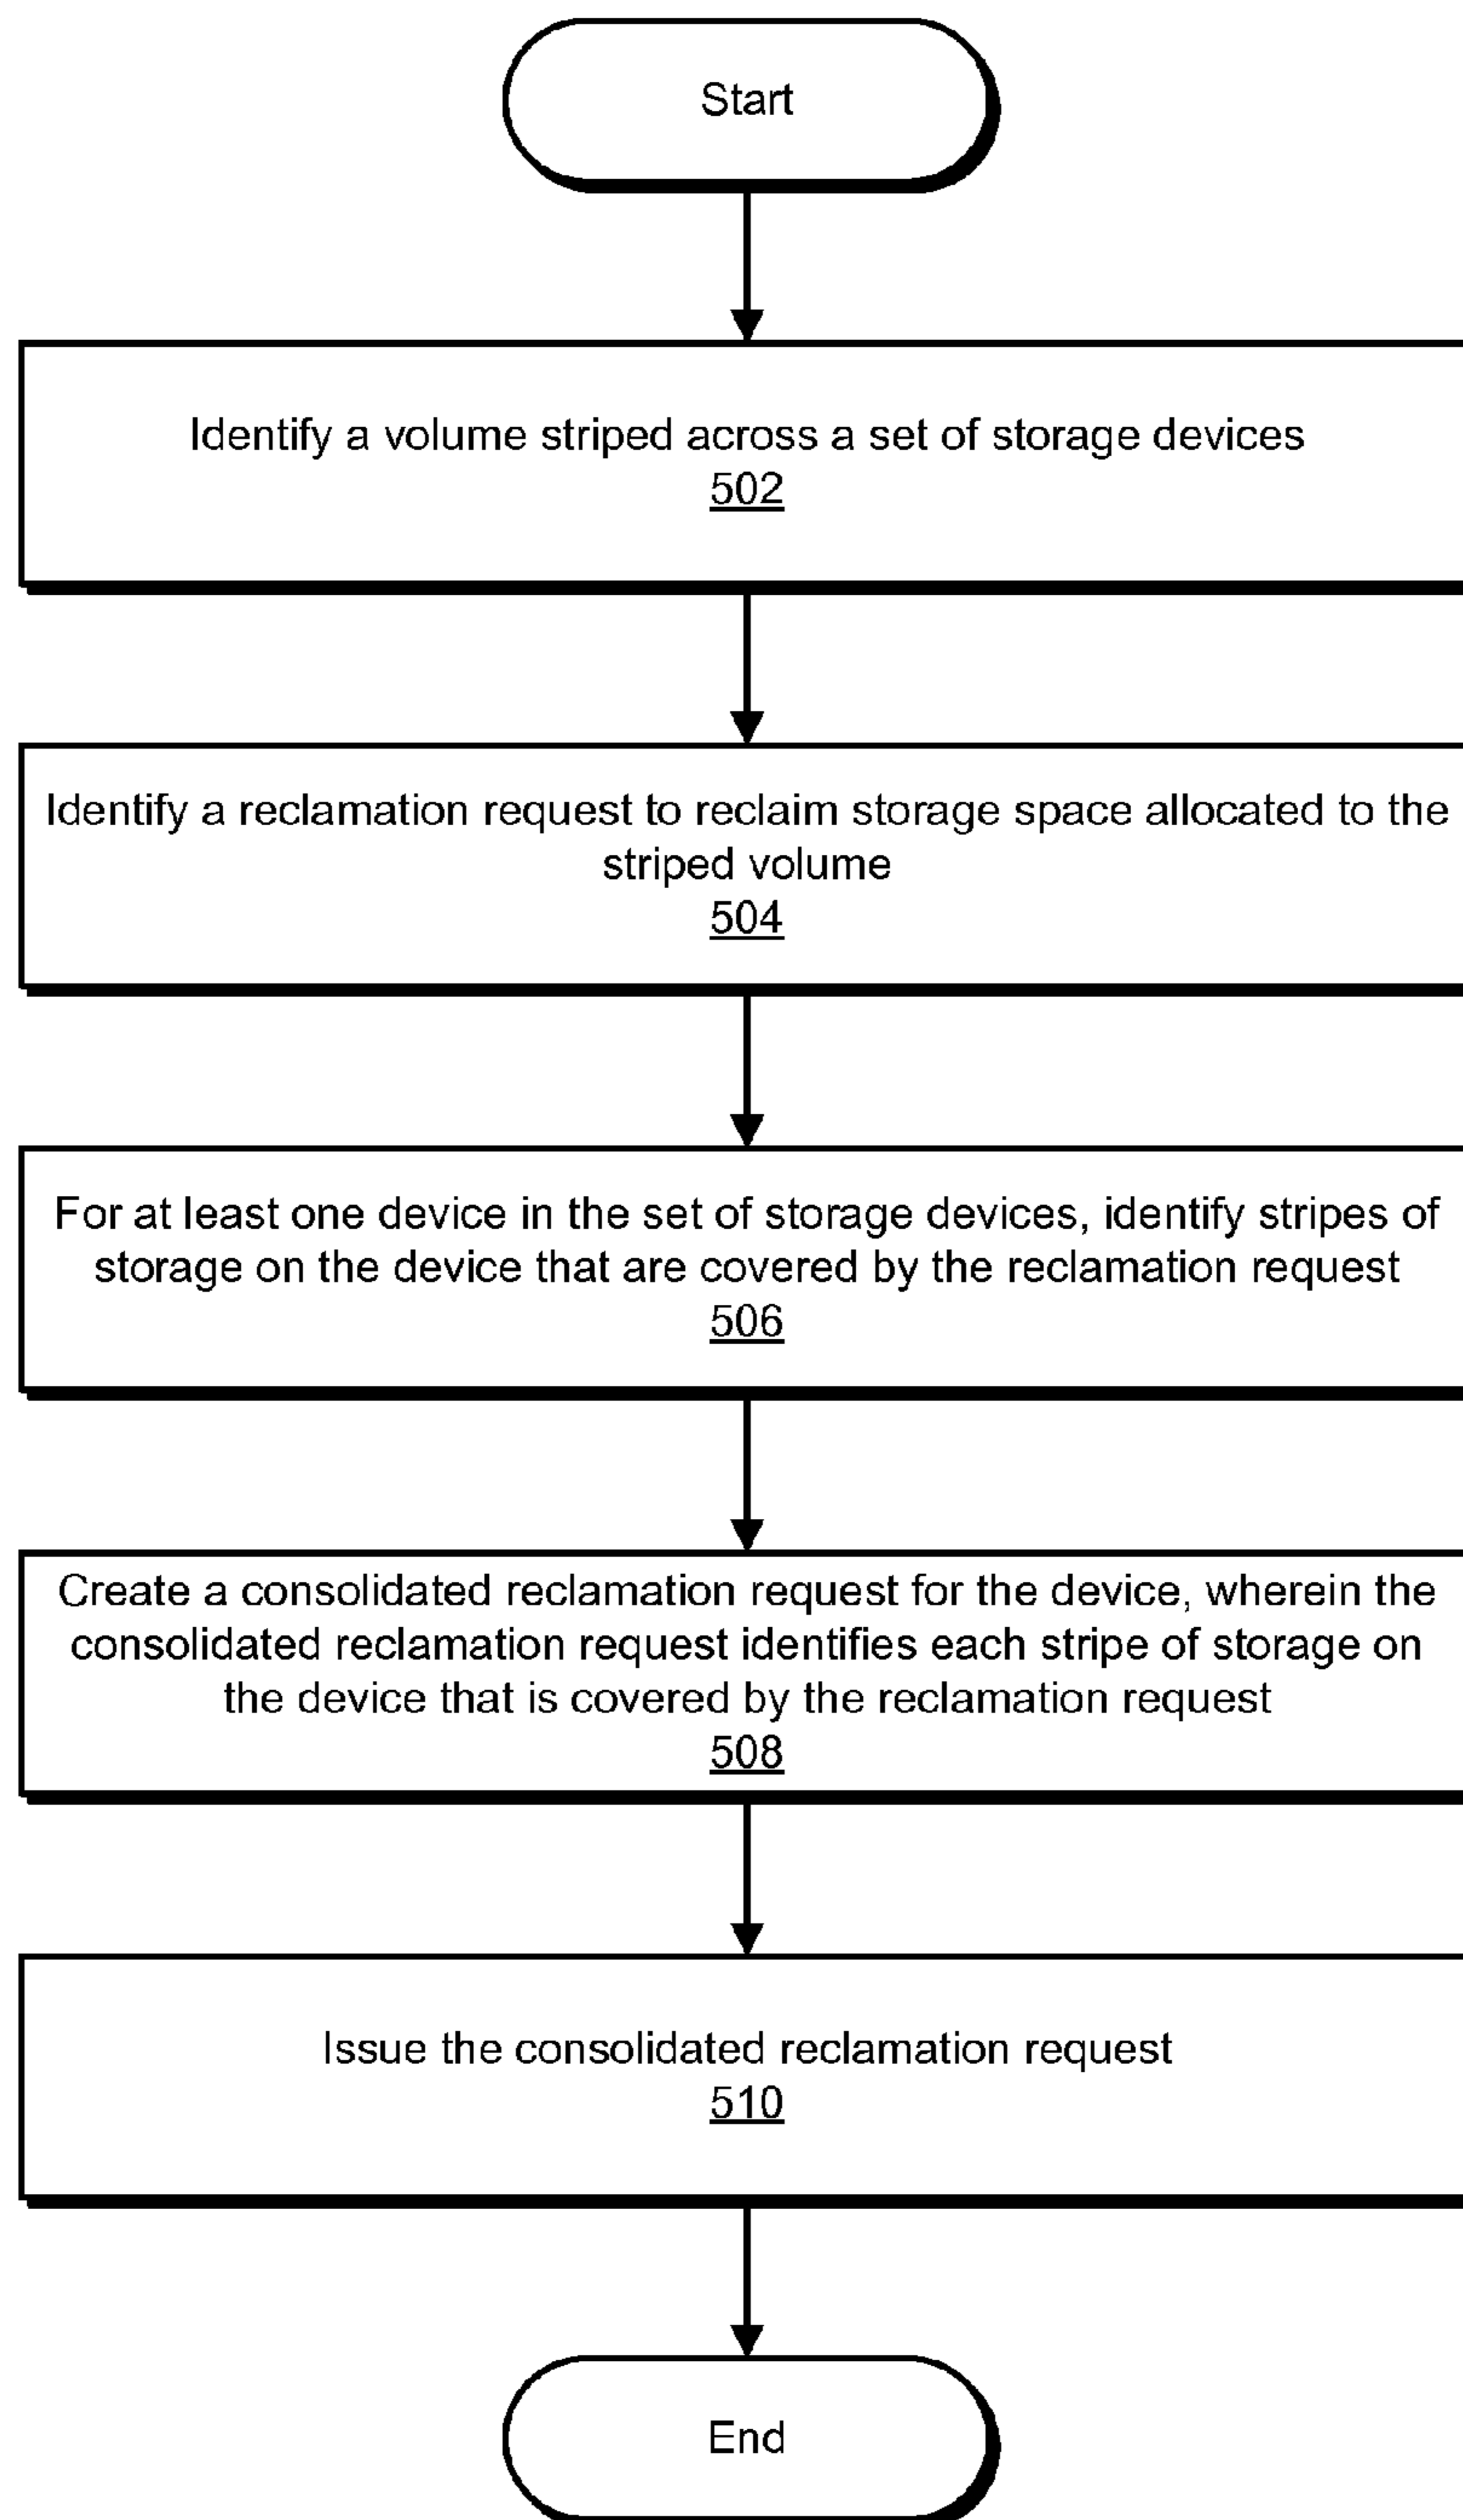 Start
Identify a volume striped across a set of storage devices
502
Identify a reclamation request to reclaim storage space allocated to the
striped volume
504
For at least one device in the set of storage devices, identify stripes of
storage on the device that are covered by the reclamation request
506
Create a consolidated reclamation request for the device, wherein the
consolidated reclamation request identifies each stripe of storage on
the device that is covered by the reclamation request
508
Issue the consolidated reclamation request
510
End